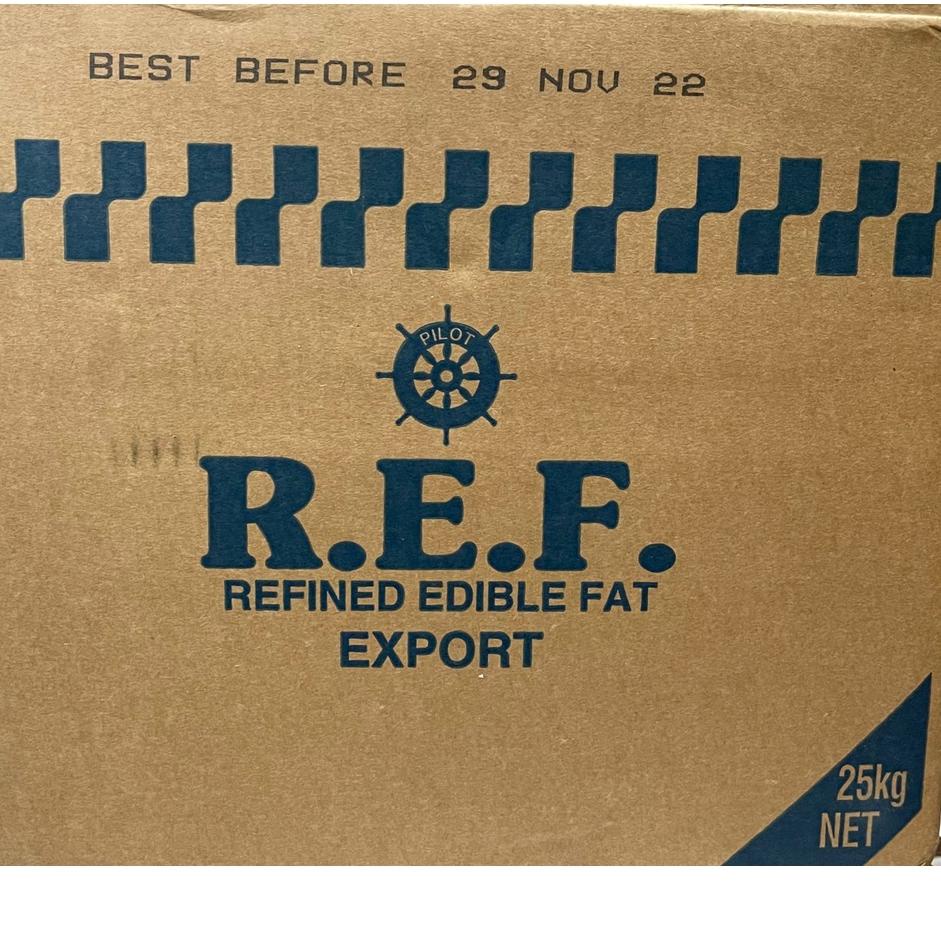 BEST BEFORE 29 NOV 22
PILOT
R.E.F.
REFINED EDIBLE FAT
EXPORT
25kg
NET